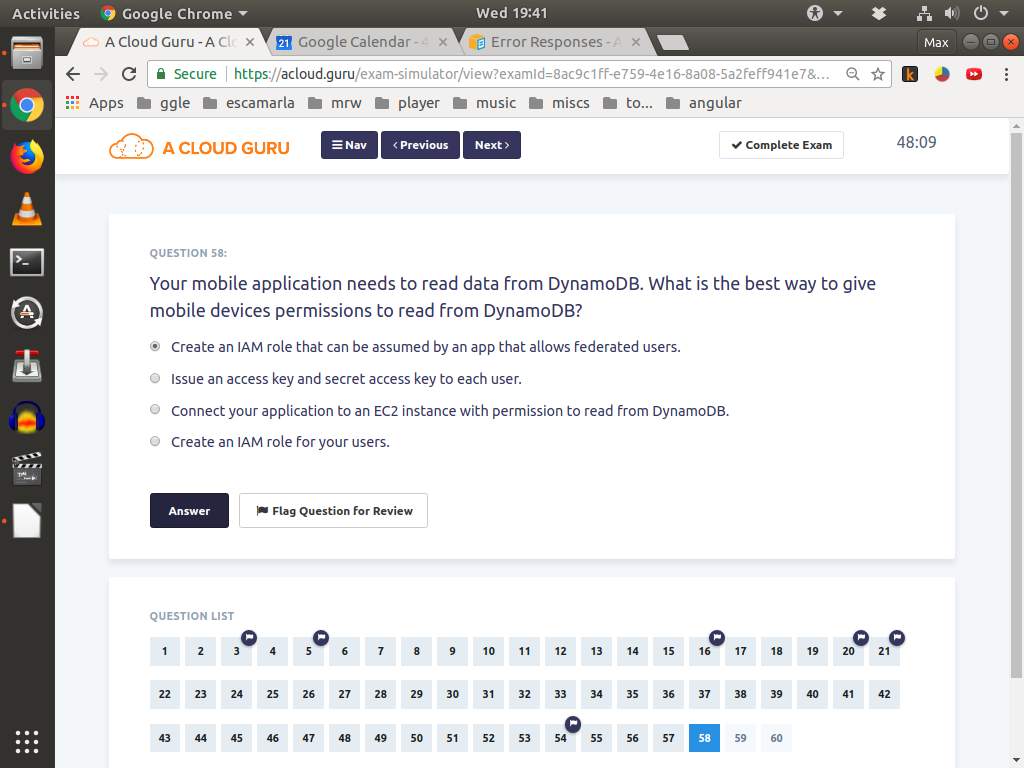 Activities Google Chrome Wed 19:41
A Cloud Guru - A Clo Google Calendar - 4 Error Responses - A Max
Secure https://acloud.guru/exam-simulator/view?examId=8ac9c1ff-e759-4e16-8a08-5a2feff941e7&...
Apps ggle escamarla mrw player music miscs to... angular
A CLOUD GURU Nav Previous Next Complete Exam 48:09
QUESTION 58:
Your mobile application needs to read data from DynamoDB. What is the best way to give
mobile devices permissions to read from DynamoDB?
Create an IAM role that can be assumed by an app that allows federated users.
Issue an access key and secret access key to each user.
Connect your application to an EC2 instance with permission to read from DynamoDB.
Create an IAM role for your users.
Answer Flag Question for Review
QUESTION LIST
1 2 3 4 5 6 7 8 9 10 11 12 13 14 15 16 17 18 19 20 21
22 23 24 25 26 27 28 29 30 31 32 33 34 35 36 37 38 39 40 41 42
43 44 45 46 47 48 49 50 51 52 53 54 55 56 57 58 59 60